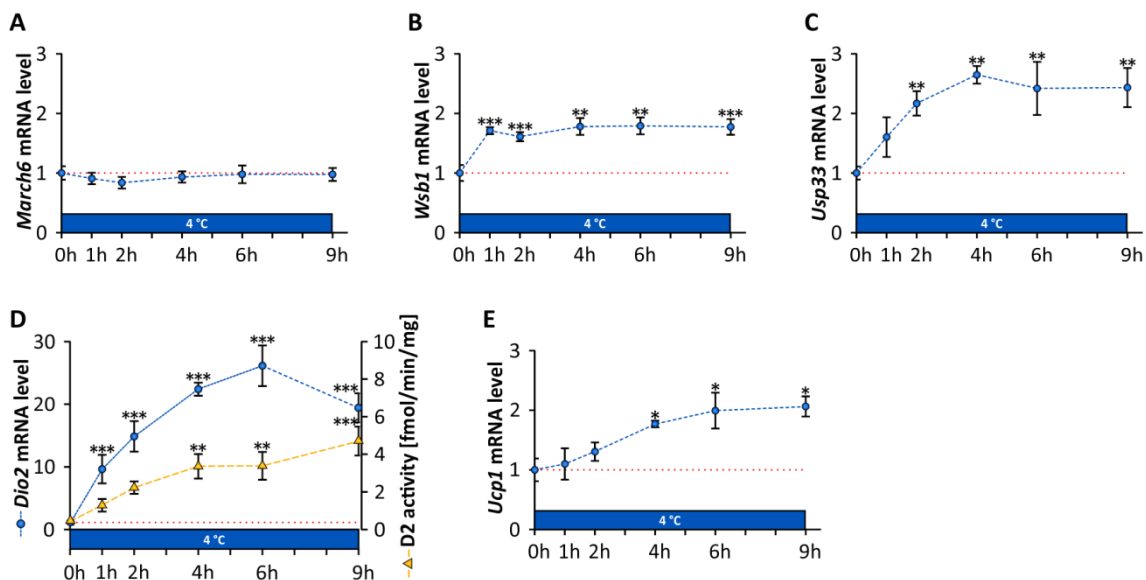 A
March6 mRNA level
3
2
1
0
4 °C
0h 1h 2h 4h 6h 9h
B
Wsb1 mRNA level
3
2
1
0
*** *** ** ** ***
4 °C
0h 1h 2h 4h 6h 9h
C
Usp33 mRNA level
3
2
1
0
** ** ** **
4 °C
0h 1h 2h 4h 6h 9h
D
Dio2 mRNA level
30
20
10
0
*** *** *** *** ***
** ** ***
10
8
6
4
2
0
D2 activity [fmol/min/mg]
4 °C
0h 1h 2h 4h 6h 9h
E
Ucp1 mRNA level
3
2
1
0
* * *
4 °C
0h 1h 2h 4h 6h 9h